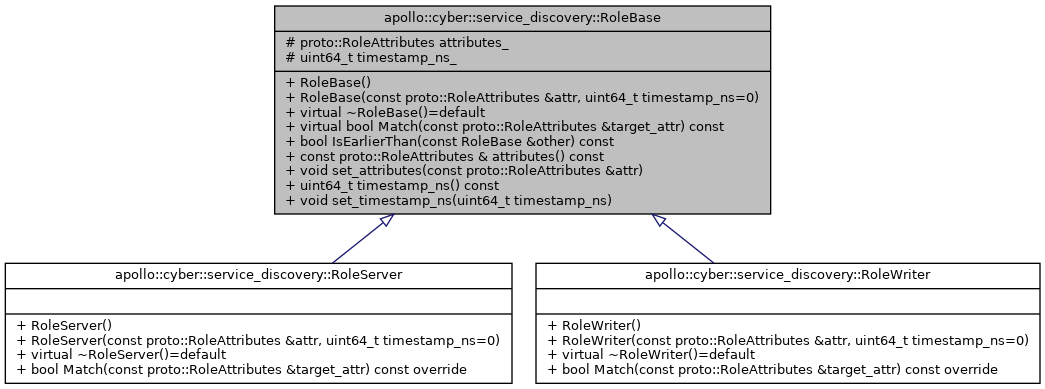 apollo::cyber::service_discovery::RoleBase
# proto::RoleAttributes attributes_
# uint64_t timestamp_ns_
+ RoleBase()
+ RoleBase(const proto::RoleAttributes &attr, uint64_t timestamp_ns=0)
+ virtual ~RoleBase()=default
+ virtual bool Match(const proto::RoleAttributes &target_attr) const
+ bool IsEarlierThan(const RoleBase &other) const
+ const proto::RoleAttributes & attributes() const
+ void set_attributes(const proto::RoleAttributes &attr)
+ uint64_t timestamp_ns() const
+ void set_timestamp_ns(uint64_t timestamp_ns)
apollo::cyber::service_discovery::RoleServer
+ RoleServer()
+ RoleServer(const proto::RoleAttributes &attr, uint64_t timestamp_ns=0)
+ virtual ~RoleServer()=default
+ bool Match(const proto::RoleAttributes &target_attr) const override
apollo::cyber::service_discovery::RoleWriter
+ RoleWriter()
+ RoleWriter(const proto::RoleAttributes &attr, uint64_t timestamp_ns=0)
+ virtual ~RoleWriter()=default
+ bool Match(const proto::RoleAttributes &target_attr) const override